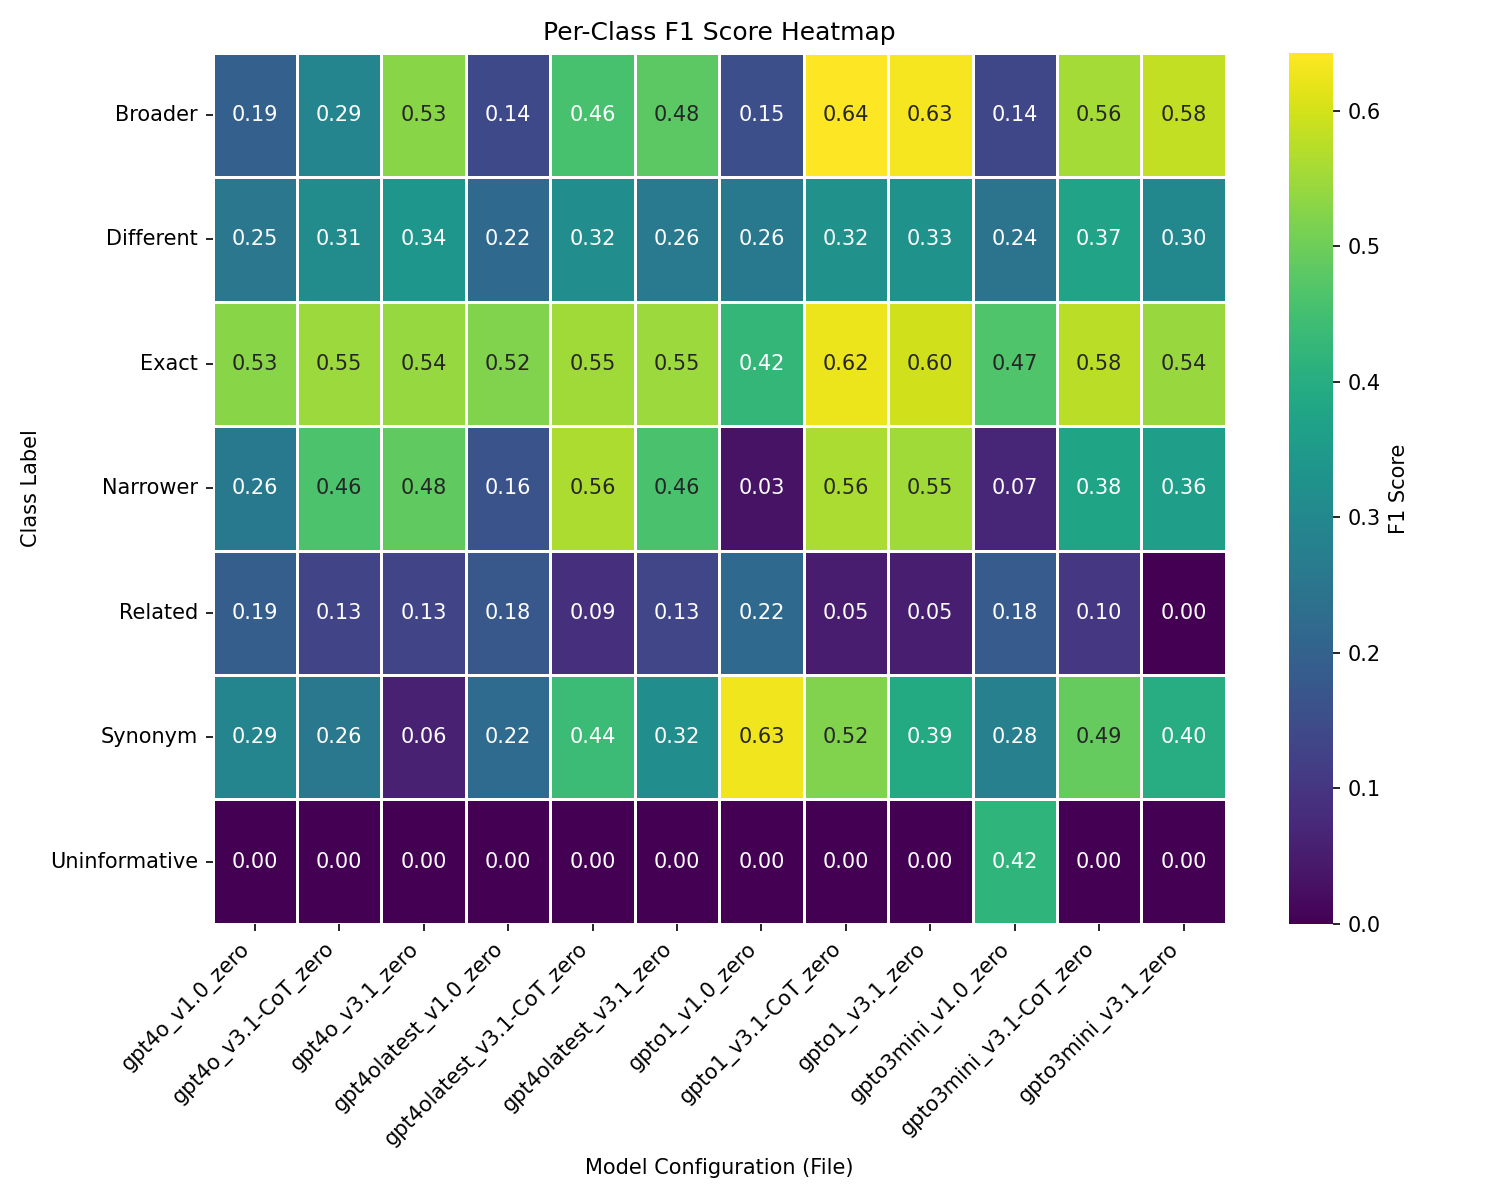 Per-Class F1 Score Heatmap
Broader 0.19 0.29 0.53 0.14 0.46 0.48 0.15 0.64 0.63 0.14 0.56 0.58
Different 0.25 0.31 0.34 0.22 0.32 0.26 0.26 0.32 0.33 0.24 0.37 0.30
Exact 0.53 0.55 0.54 0.52 0.55 0.55 0.42 0.62 0.60 0.47 0.58 0.54
Narrower 0.26 0.46 0.48 0.16 0.56 0.46 0.03 0.56 0.55 0.07 0.38 0.36
Related 0.19 0.13 0.13 0.18 0.09 0.13 0.22 0.05 0.05 0.18 0.10 0.00
Synonym 0.29 0.26 0.06 0.22 0.44 0.32 0.63 0.52 0.39 0.28 0.49 0.40
Uninformative 0.00 0.00 0.00 0.00 0.00 0.00 0.00 0.00 0.00 0.42 0.00 0.00
Class Label
gpt4o_v1.0_zero
gpt4o_v3.1-CoT_zero
gpt4o_v3.1_zero
gpt4olatest_v1.0_zero
gpt4olatest_v3.1-CoT_zero
gpt4olatest_v3.1_zero
gpto1_v1.0_zero
gpto1_v3.1-CoT_zero
gpto1_v3.1_zero
gpto3mini_v1.0_zero
gpto3mini_v3.1-CoT_zero
gpto3mini_v3.1_zero
Model Configuration (File)
0.6
0.5
0.4
0.3
0.2
0.1
0.0
F1 Score